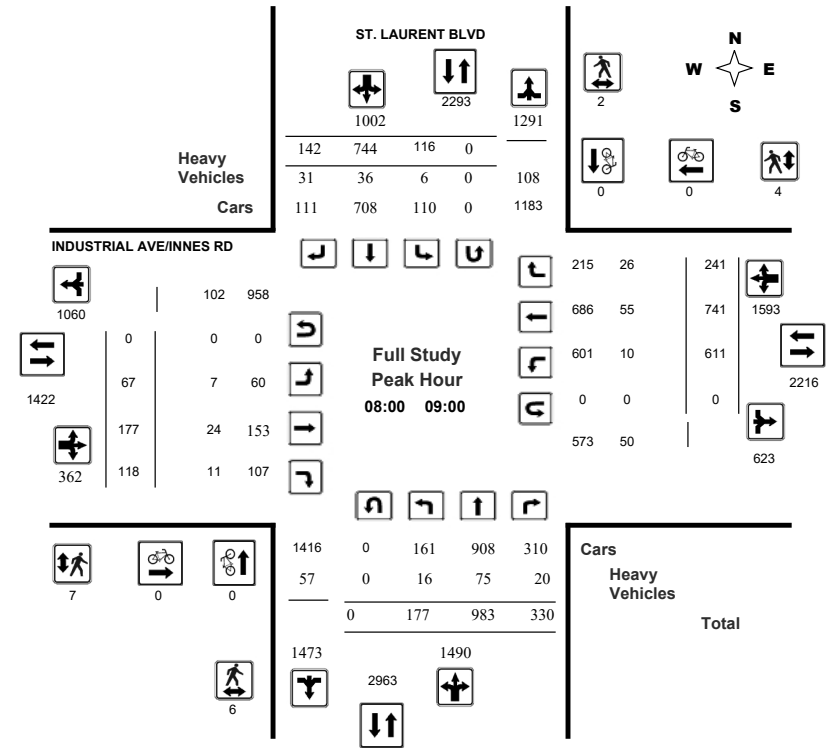 ST. LAURENT BLVD
N
W E
S
2293
2
1002
1291
142 744 116 0
Heavy
Vehicles
31 36 6 0 108
Cars
111 708 110 0 1183
0 0 4
INDUSTRIAL AVE/INNES RD
1060
102 958
215 26 241
1593
686 55 741
0 0 0
67 7 60
Full Study
Peak Hour
08:00 09:00
601 10 611
2216
1422
0 0 0
177 24 153
362
118 11 107
573 50
623
1416 0 161 908 310
Cars
57 0 16 75 20
Heavy
Vehicles
7 0 0
0 177 983 330
Total
1473 1490
2963
6